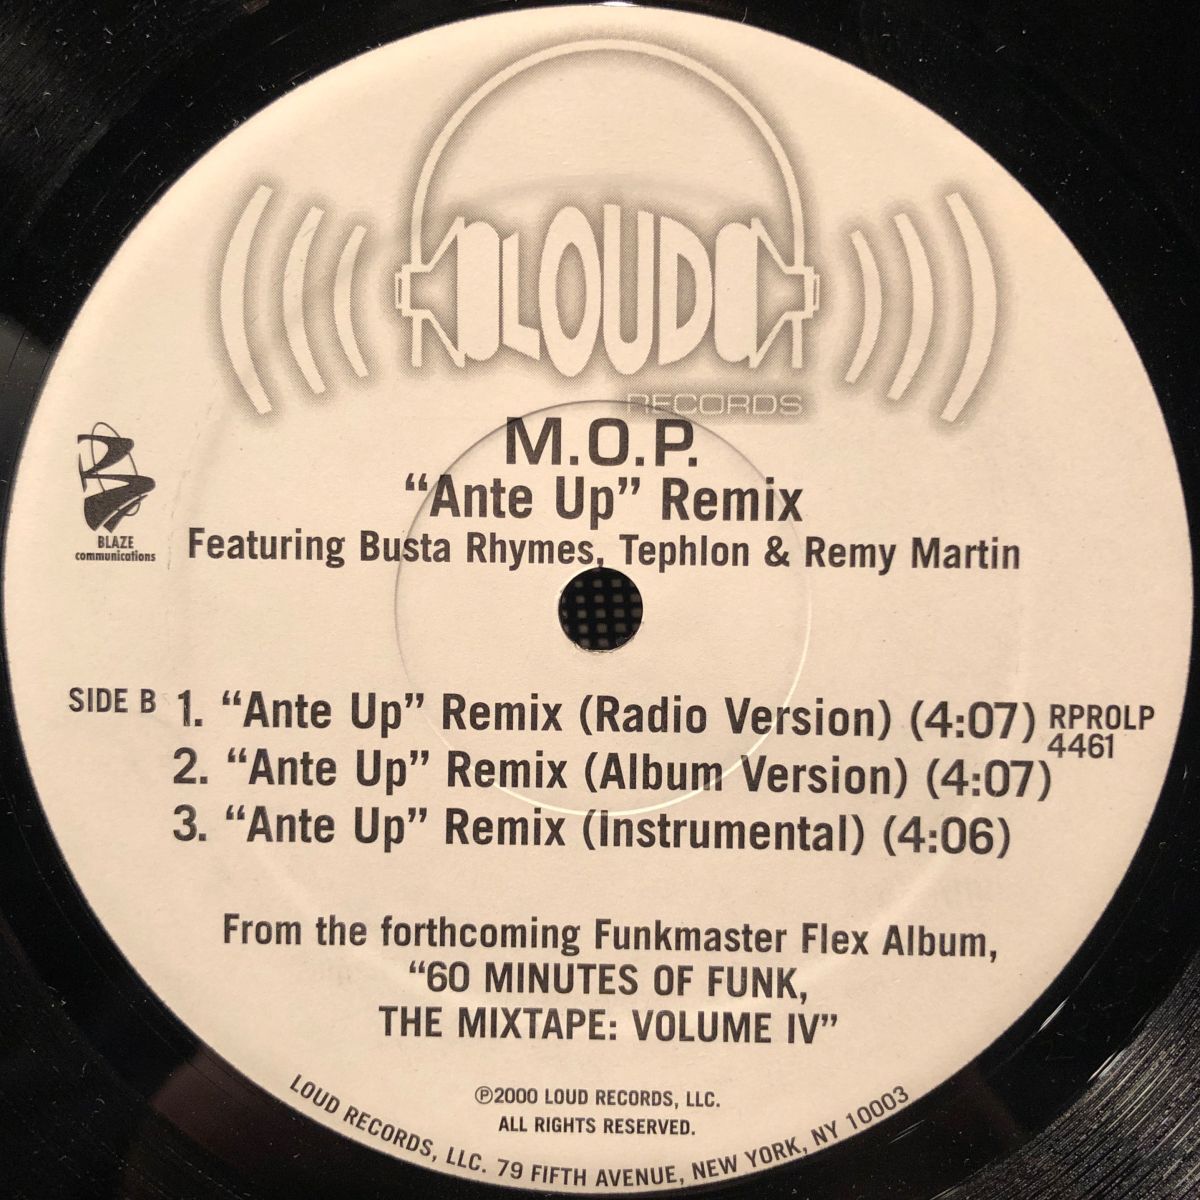 LOUD
RECORDS
M.O.P.
“Ante Up” Remix
Featuring Busta Rhymes, Tephlon & Remy Martin
BLAZE
communications
SIDE B
1. “Ante Up” Remix (Radio Version) (4:07)
2. “Ante Up” Remix (Album Version) (4:07)
3. “Ante Up” Remix (Instrumental) (4:06)
RPROLP
4461
From the forthcoming Funkmaster Flex Album,
“60 MINUTES OF FUNK,
THE MIXTAPE: VOLUME IV”
℗2000 LOUD RECORDS, LLC.
ALL RIGHTS RESERVED.
LOUD RECORDS, LLC. 79 FIFTH AVENUE, NEW YORK, NY 10003